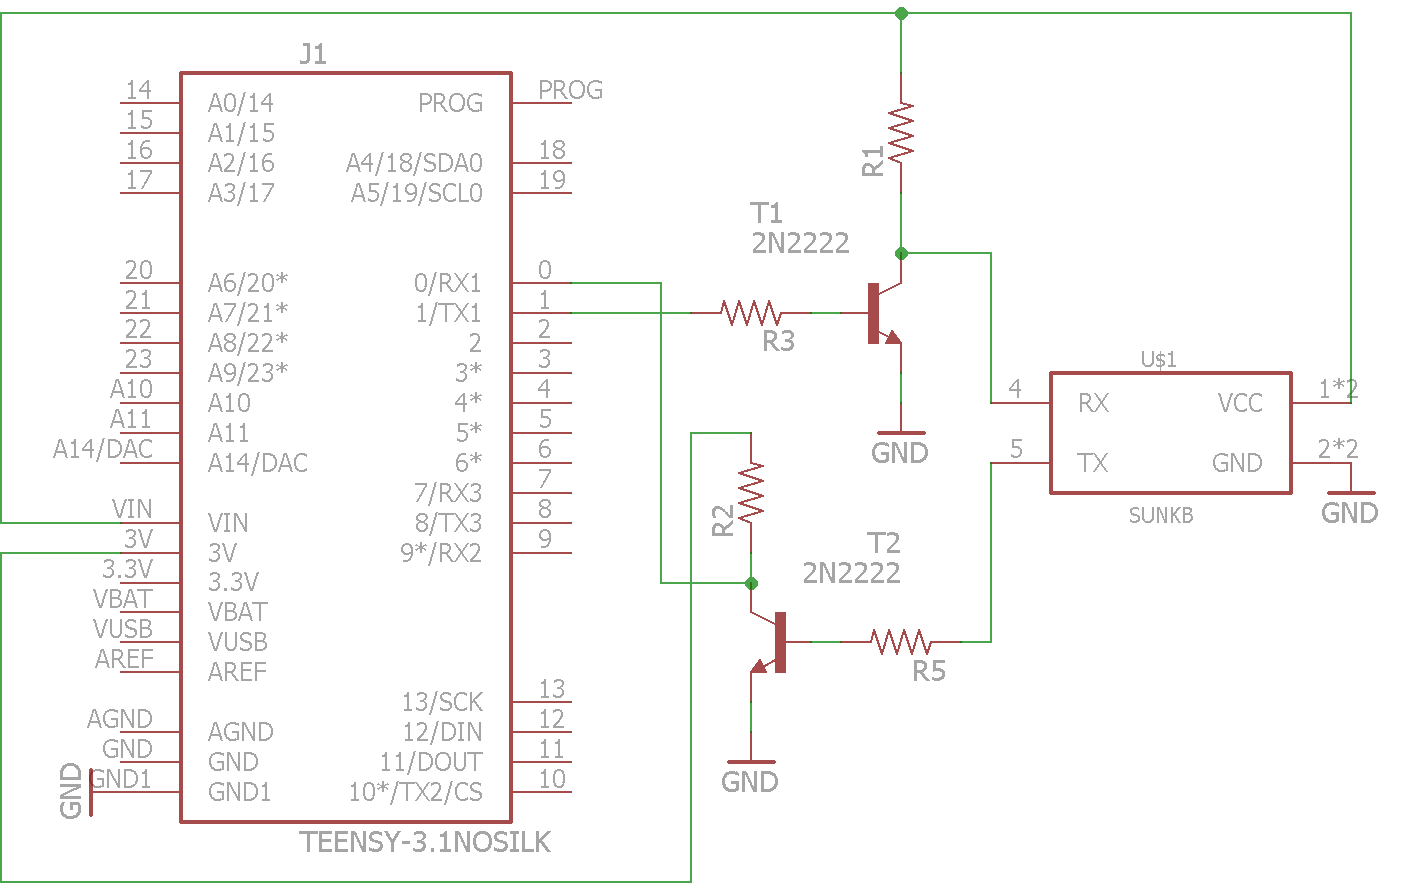 J1
14
A0/14
PROG
PROG
15
A1/15
16
A2/16
A4/18/SDA0
18
17
A3/17
A5/19/SCL0
19
R1
T1
2N2222
20
A6/20*
0/RX1
0
21
A7/21*
1/TX1
1
R3
22
A8/22*
2
2
23
A9/23*
3*
3
U$1
A10
A10
4*
4
4
RX
VCC
1*2
A11
A11
5*
5
GND
A14/DAC
A14/DAC
6*
6
5
TX
GND
2*2
7/RX3
7
VIN
VIN
8/TX3
8
R2
SUNKB
GND
3V
3V
9*/RX2
9
T2
2N2222
3.3V
3.3V
VBAT
VBAT
VUSB
VUSB
AREF
AREF
R5
13/SCK
13
AGND
AGND
12/DIN
12
GND
GND
11/DOUT
11
GND
GND
GND1
GND1
10*/TX2/CS
10
TEENSY-3.1NOSILK